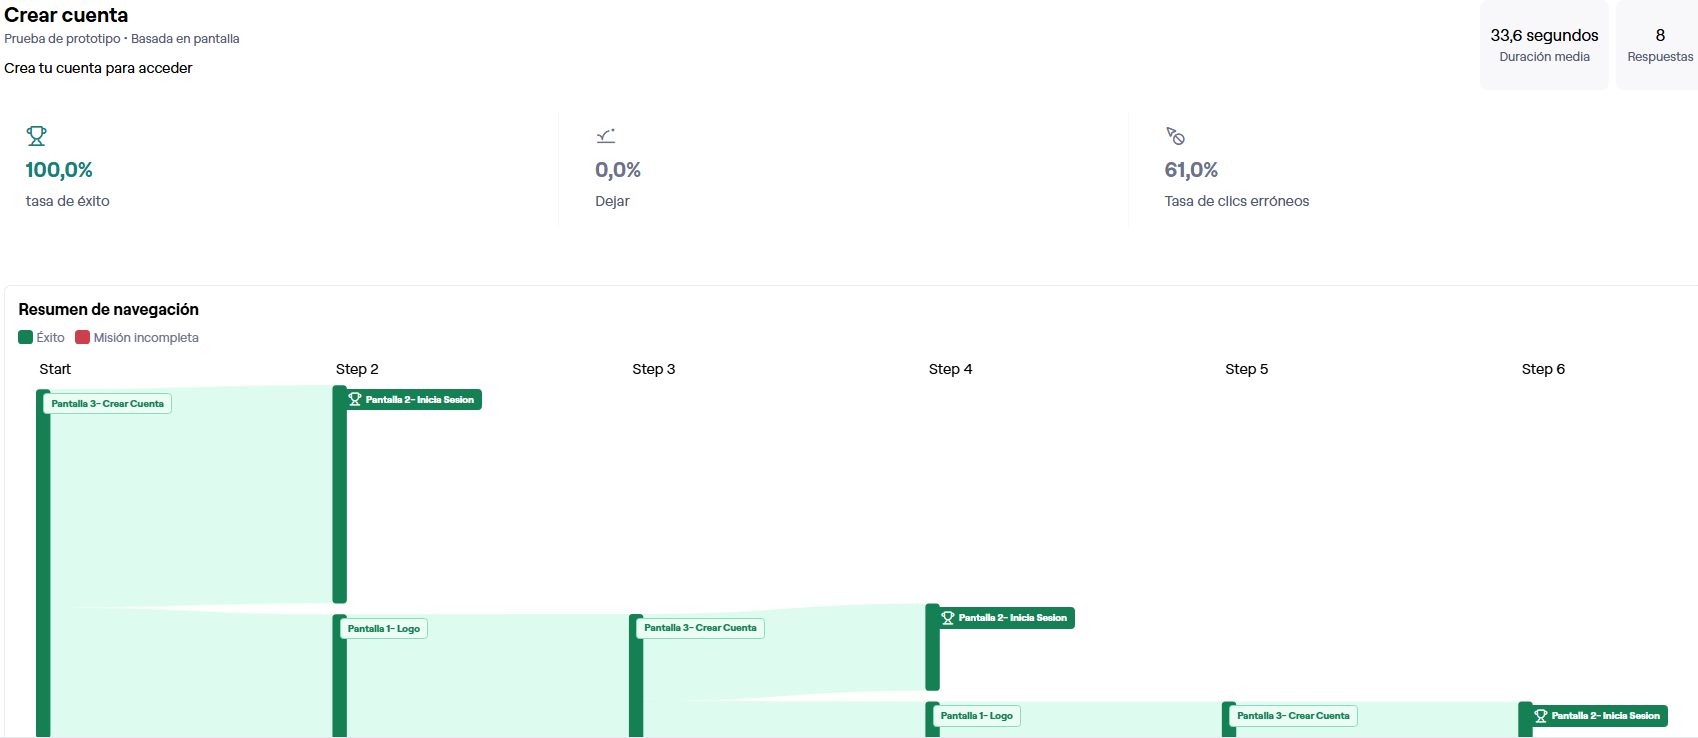 Crear cuenta
Prueba de prototipo • Basada en pantalla
Crea tu cuenta para acceder
33,6 segundos
Duración media
8
Respuestas
100,0%
tasa de éxito
0,0%
Dejar
61,0%
Tasa de clics erróneos
Resumen de navegación
Éxito
Misión incompleta
Start
Step 2
Step 3
Step 4
Step 5
Step 6
Pantalla 3- Crear Cuenta
Pantalla 2- Inicia Sesion
Pantalla 1- Logo
Pantalla 3- Crear Cuenta
Pantalla 2- Inicia Sesion
Pantalla 1- Logo
Pantalla 3- Crear Cuenta
Pantalla 2- Inicia Sesion